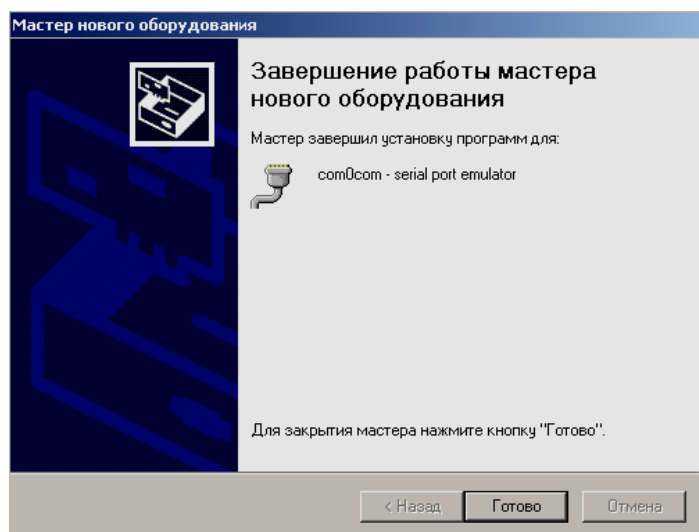 Мастер нового оборудования
Завершение работы мастера
нового оборудования
Мастер завершил установку программ для:
com0com - serial port emulator
Для закрытия мастера нажмите кнопку "Готово".
< Назад
Готово
Отмена